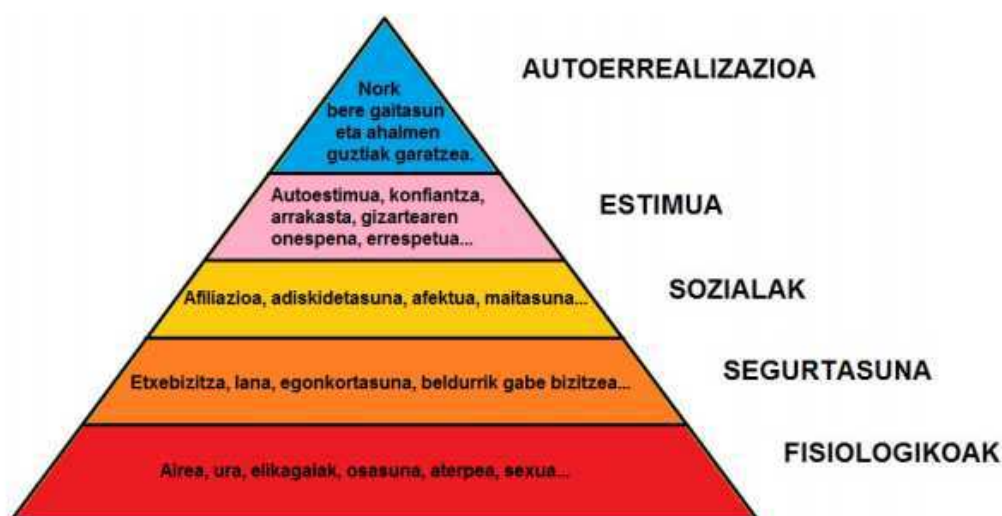 AUTOERREALIZAZIOA
Nork
bere gaitasun
eta ahalmen
guztiak garatzea.
ESTIMUA
Autoestimua, konfiantza,
arrakasta, gizartearen
onespena, errespetua...
SOZIALAK
Afiliazioa, adiskidetasuna, afektua, maitasuna...
SEGURTASUNA
Etxebizitza, lana, egonkortasuna, beldurrik gabe bizitzea...
FISIOLOGIKOAK
Airea, ura, elikagaiak, osasuna, aterpea, sexua...